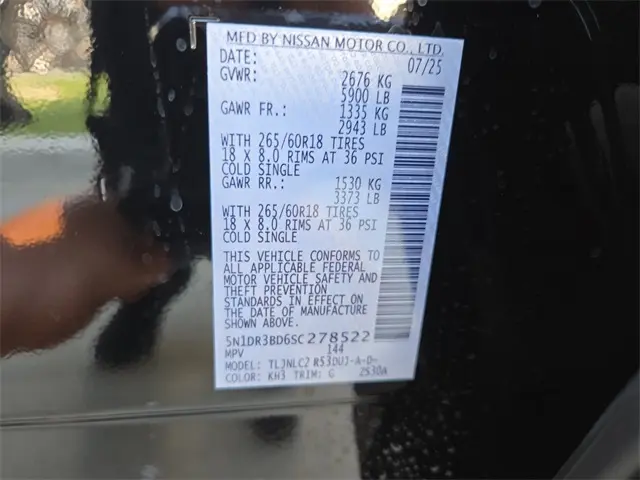 MFD BY NISSAN MOTOR CO., LTD.
DATE: 07/25
GVWR: 2676 KG
5900 LB
GAWR FR.: 1335 KG
2943 LB
WITH 265/60R18 TIRES
18 X 8.0 RIMS AT 36 PSI
COLD SINGLE
GAWR RR.: 1530 KG
3373 LB
WITH 265/60R18 TIRES
18 X 8.0 RIMS AT 36 PSI
COLD SINGLE
THIS VEHICLE CONFORMS TO
ALL APPLICABLE FEDERAL
MOTOR VEHICLE SAFETY AND
THEFT PREVENTION
STANDARDS IN EFFECT ON
THE DATE OF MANUFACTURE
SHOWN ABOVE.
5N1DR3BD6SC278522
MPV 144
MODEL: TLJNLC2 R53DUJ-A-D-
COLOR: KH3 TRIM: G 2530A